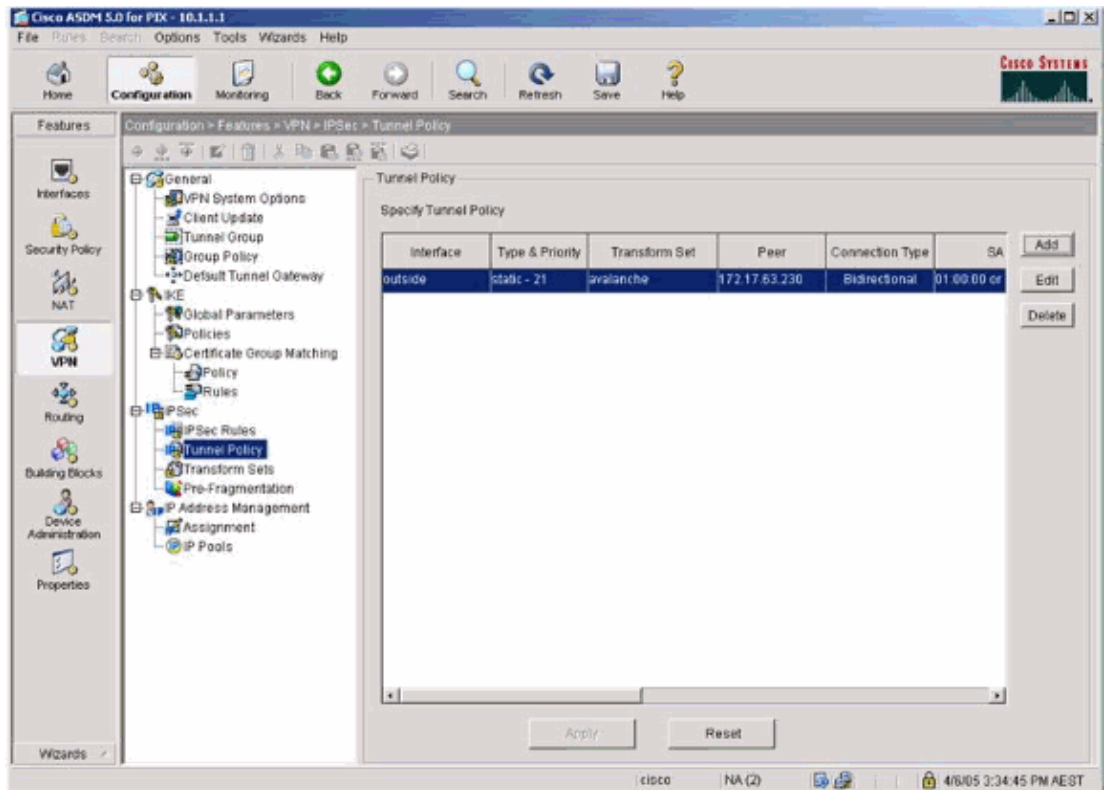 Cisco ASDM 5.0 for PIX - 10.1.1.1
File Rules Search Options Tools Wizards Help
Home Configuration Monitoring Back Forward Search Refresh Save Help
Cisco Systems
Features
Configuration > Features > VPN > IPSec > Tunnel Policy
Interfaces
Security Policy
NAT
VPN
Routing
Building Blocks
Device Administration
Properties
Wizards
General
VPN System Options
Client Update
Tunnel Group
Group Policy
Default Tunnel Gateway
IKE
Global Parameters
Policies
Certificate Group Matching
Policy
Rules
IPSec
IPSec Rules
Tunnel Policy
Transform Sets
Pre-Fragmentation
IP Address Management
Assignment
IP Pools
Tunnel Policy
Specify Tunnel Policy
Interface Type & Priority Transform Set Peer Connection Type SA
outside static - 21 avalanche 172.17.63.230 Bidirectional 01:00:00 or
Add
Edit
Delete
Apply Reset
cisco NA (2) 4/6/05 3:34:45 PM AEST